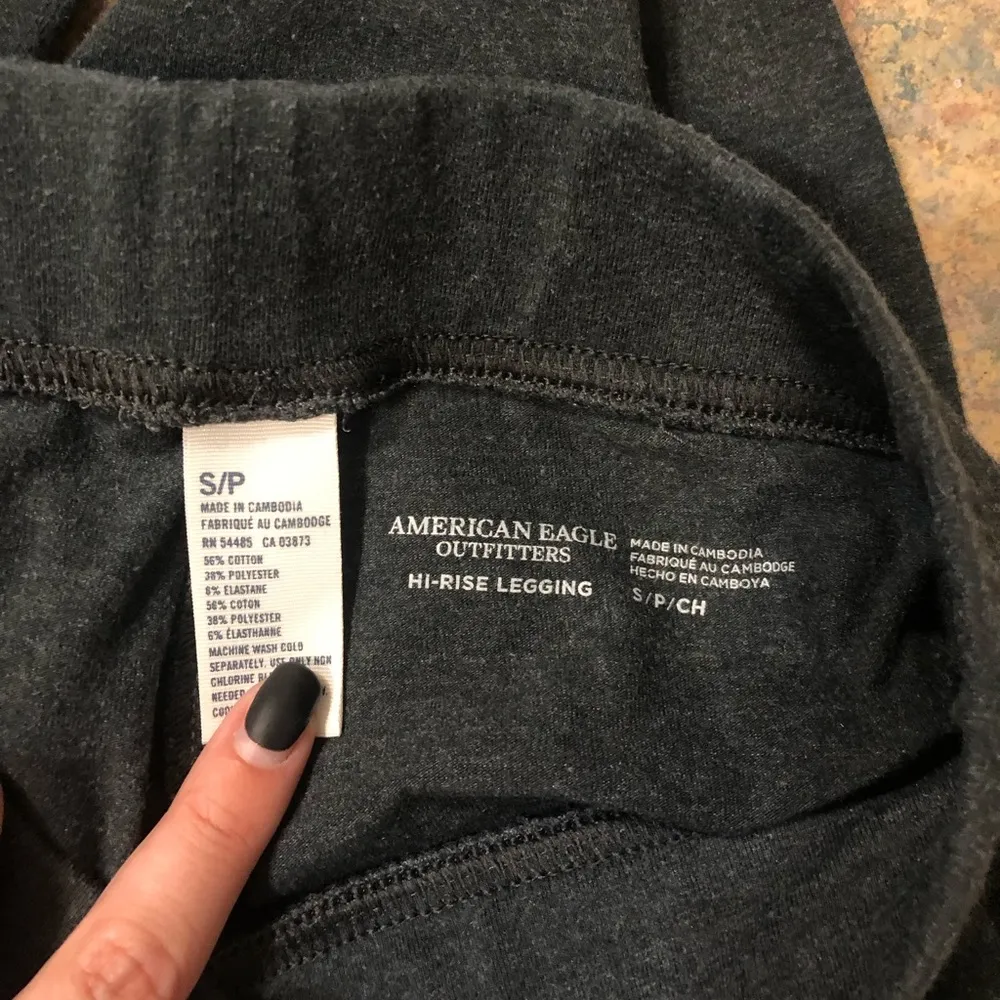 S/P
MADE IN CAMBODIA
FABRIQUÉ AU CAMBODGE
RN 54485 CA 03873
56% COTTON
38% POLYESTER
6% ELASTANE
56% COTON
38% POLYESTER
6% ÉLASTHANNE
MACHINE WASH COLD
SEPARATELY. USE ONLY NON
CHLORINE
NEEDED
AMERICAN EAGLE
OUTFITTERS
HI-RISE LEGGING
MADE IN CAMBODIA
FABRIQUÉ AU CAMBODGE
HECHO EN CAMBOYA
S/P/CH